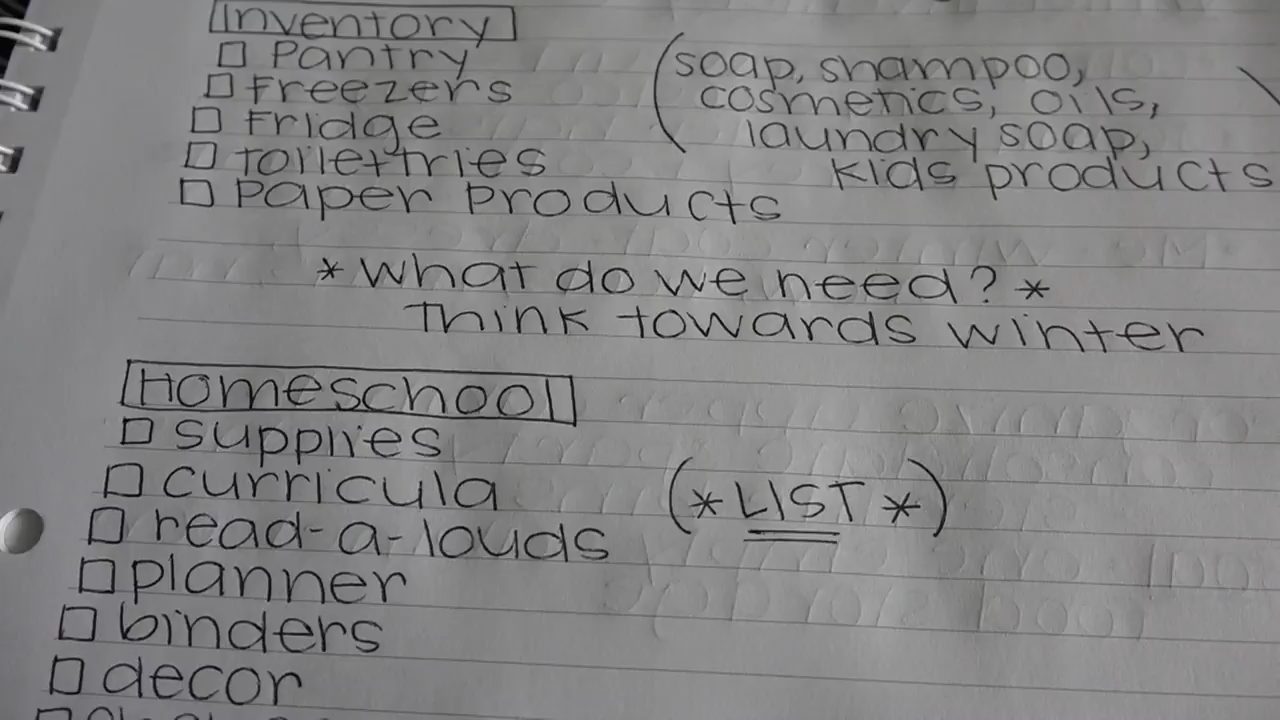 Inventory
Pantry
Freezers
Fridge
toiletries
paper products
(soap, shampoo,
cosmetics, oils,
laundry soap,
kids products
*What do we need?*
Think towards winter
Homeschool
supplies
curricula
read-a-louds
(*LIST*)
planner
binders
decor